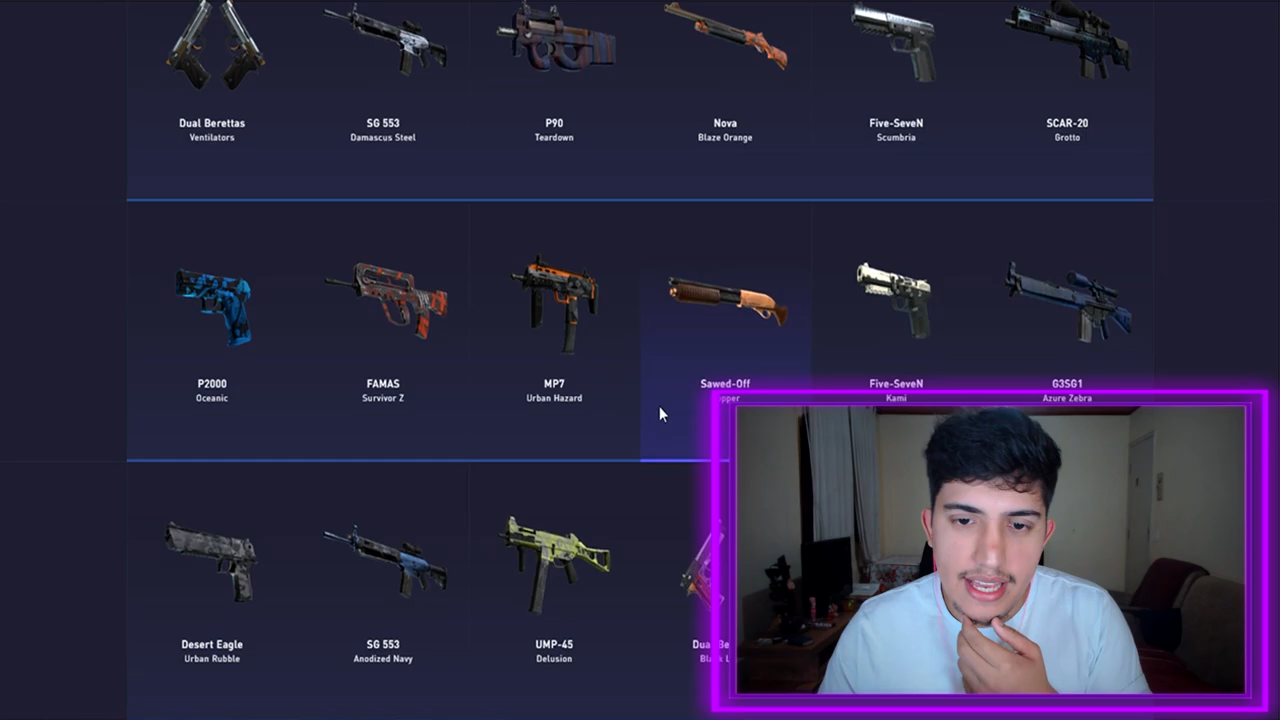 Dual Berettas
Ventilators
SG 553
Damascus Steel
P90
Teardown
Nova
Blaze Orange
Five-SeveN
Scumbria
SCAR-20
Grotto
P2000
Oceanic
FAMAS
Survivor Z
MP7
Urban Hazard
Sawed-Off
Five-SeveN
Kami
G3SG1
Azure Zebra
Desert Eagle
Urban Rubble
SG 553
Anodized Navy
UMP-45
Delusion